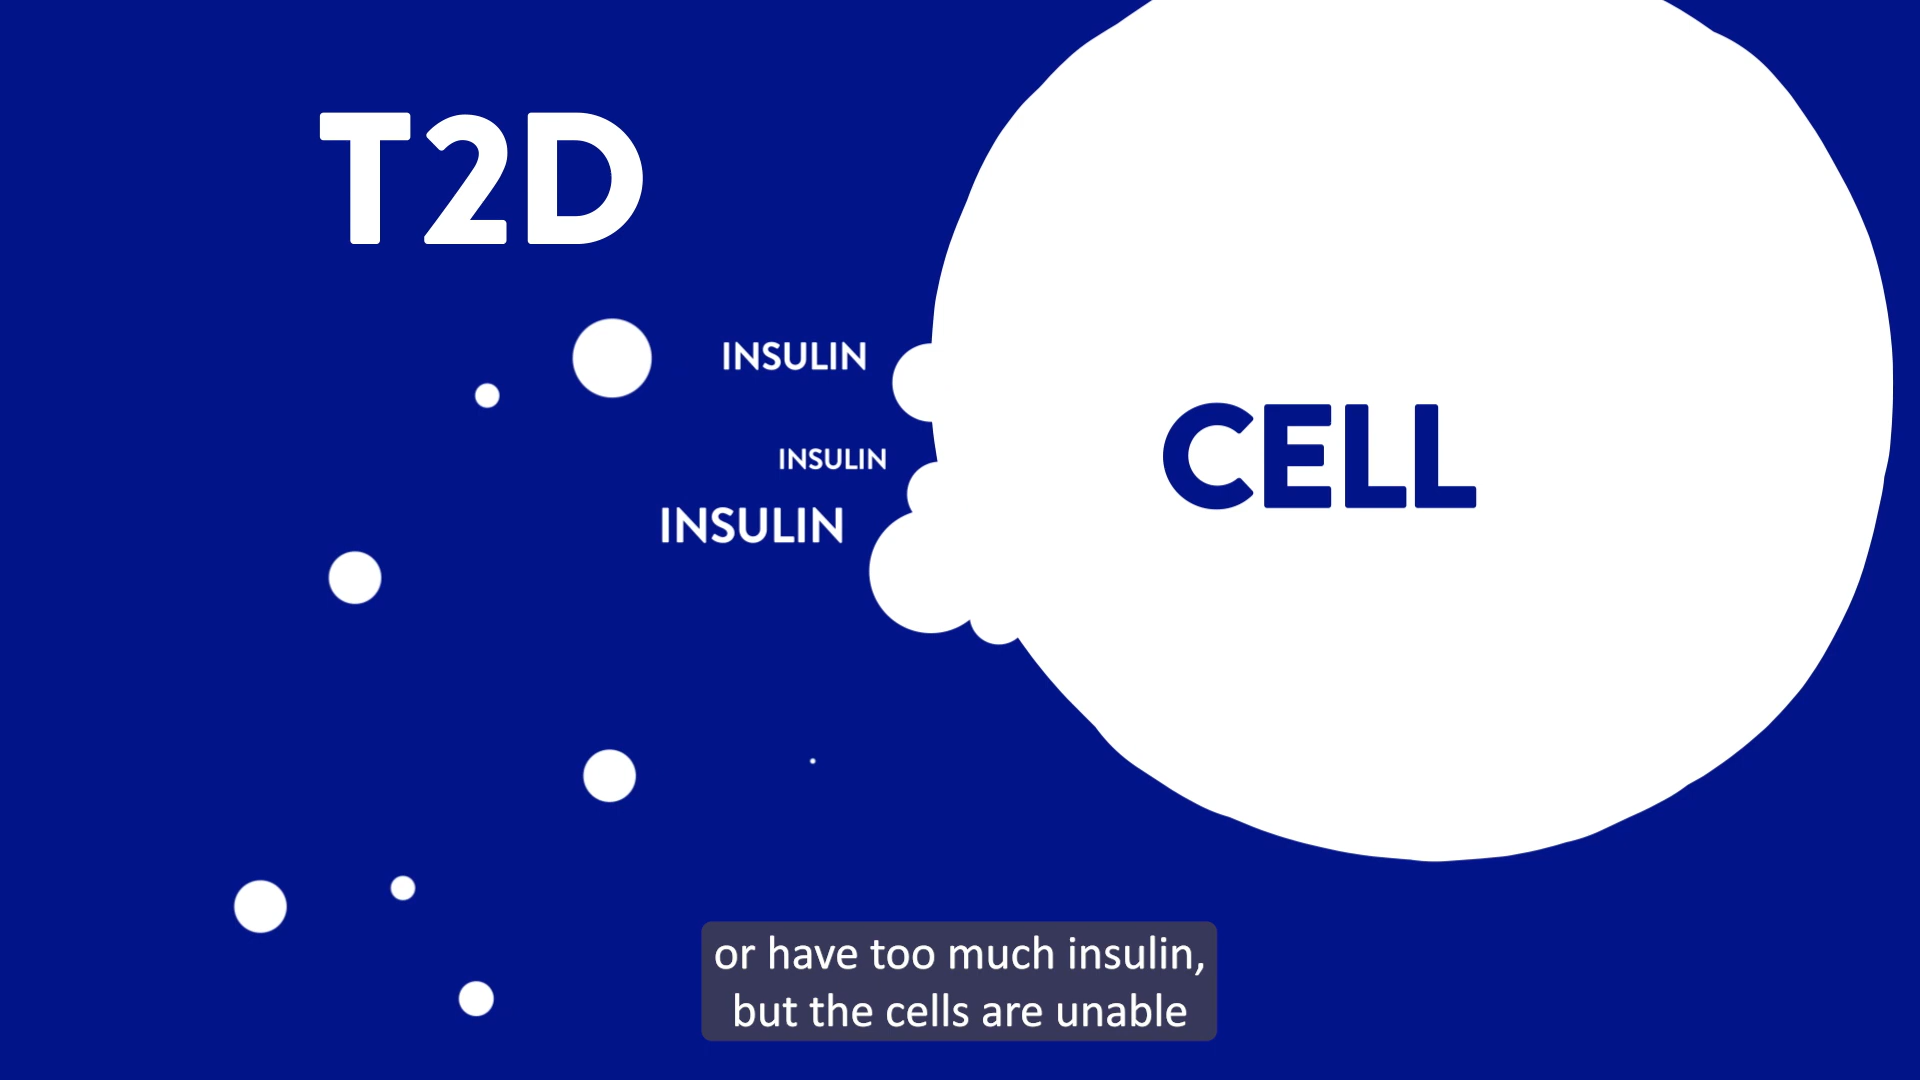 T2D
INSULIN
INSULIN
INSULIN
CELL
or have too much insulin,
but the cells are unable